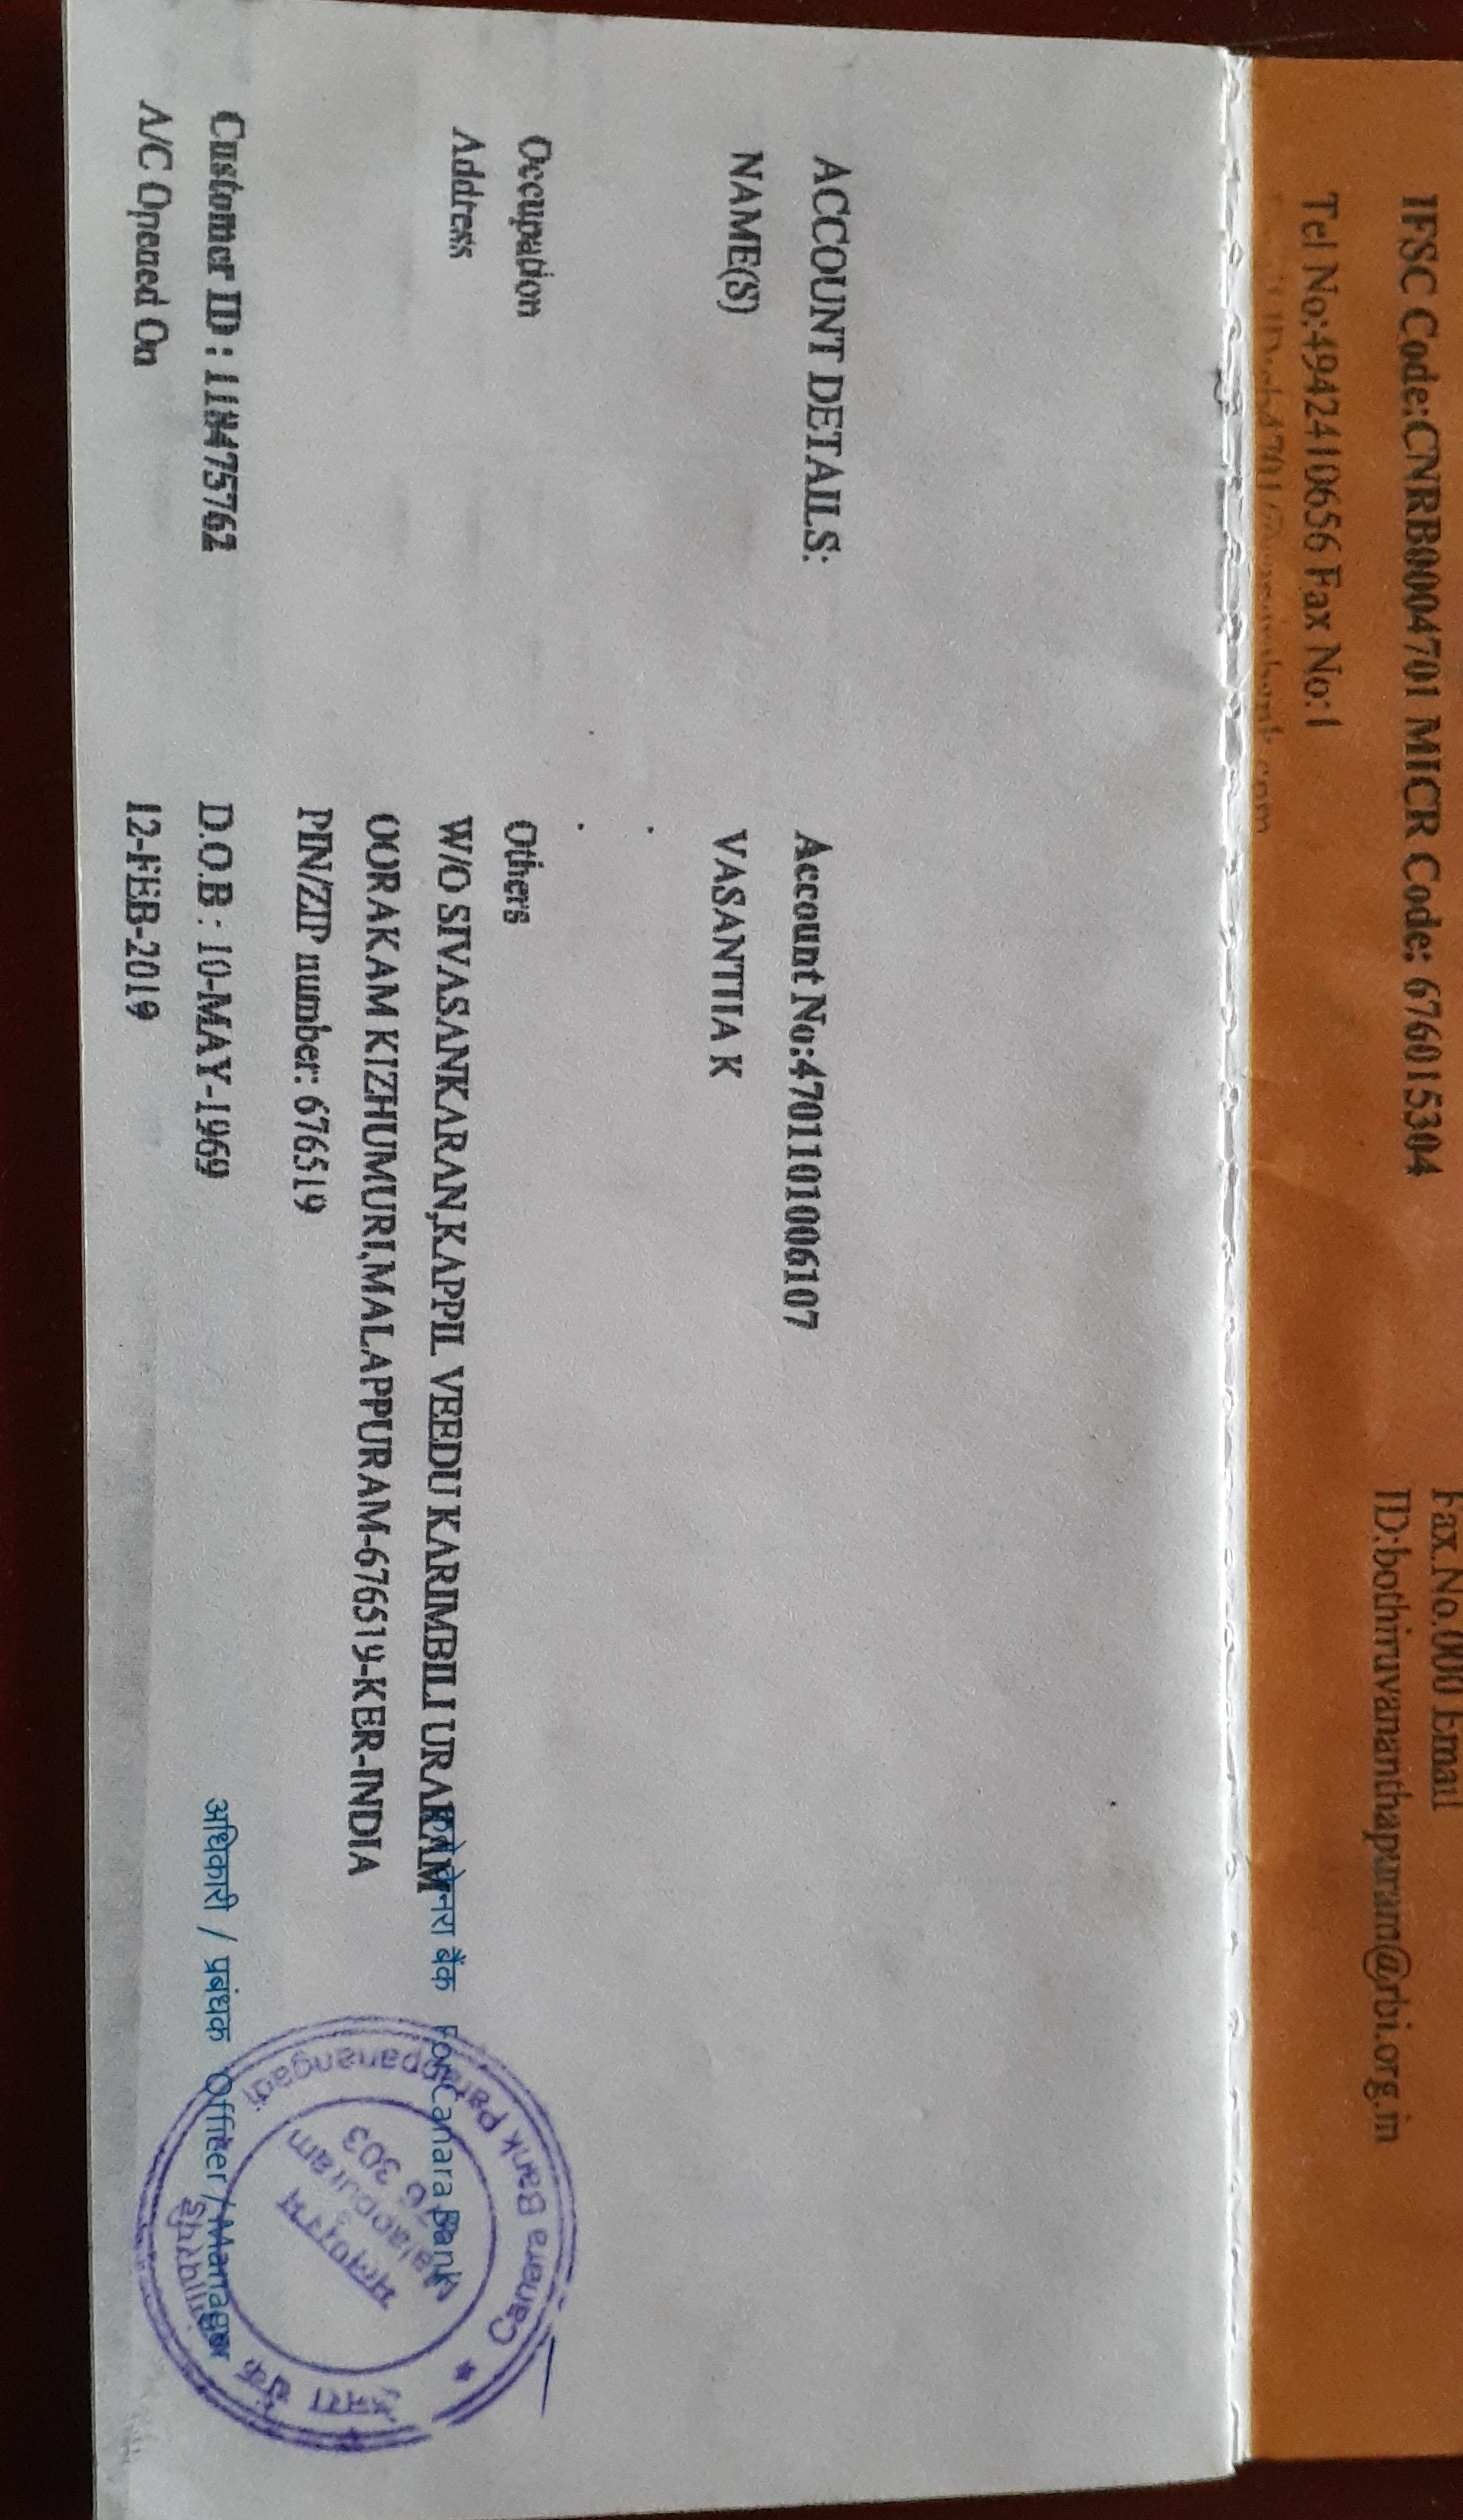 IFSC Code:CNRB0004701 MICR Code: 676015304
Fax.No.000 Email
ID:bothiruvananthapuram@rbi.org.in
Tel No:4942410656 Fax No:1
ACCOUNT DETAILS:
Account No:4701101006107
NAME(S)
VASANTHA K
.
.
Occupation
Others
Address
W/O SIVASANKARAN,KAPPIL VEEDU KARIMBILI URAKAM
केनरा बैंक For Canara Bank
OORAKAM KIZHUMURI,MALAPPURAM-676519-KER-INDIA
PIN/ZIP number: 676519
Customer ID : 118475762
D.O.B : 10-MAY-1969
अधिकारी / प्रबंधक Officer / Manager
A/C Opened On
12-FEB-2019
Canara Bank Parappanangadi
केनरा बैंक
Malappuram
676 303